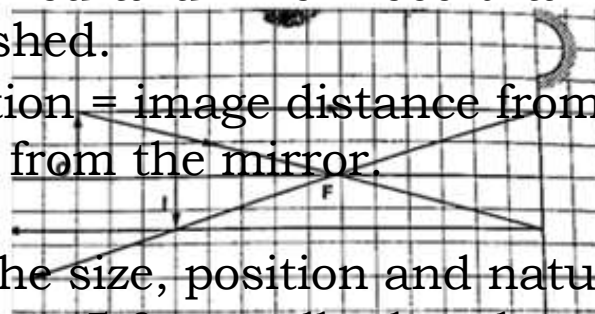 shed.
tion = image distance from
from the mirror.
F
I
he size, position and natu